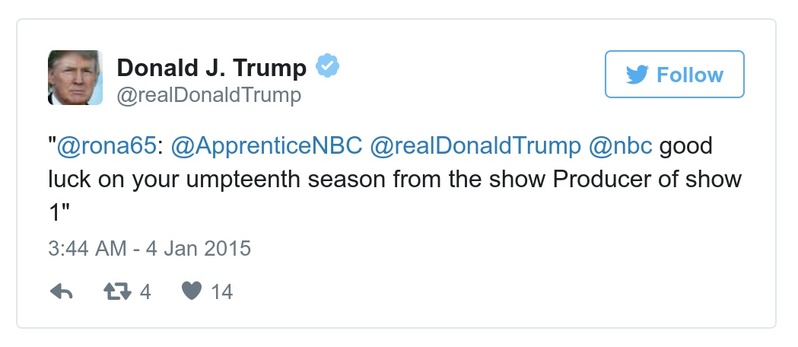 Donald J. Trump
@realDonaldTrump
Follow
"@rona65: @ApprenticeNBC @realDonaldTrump @nbc good
luck on your umpteenth season from the show Producer of show
1"
3:44 AM - 4 Jan 2015
4 14